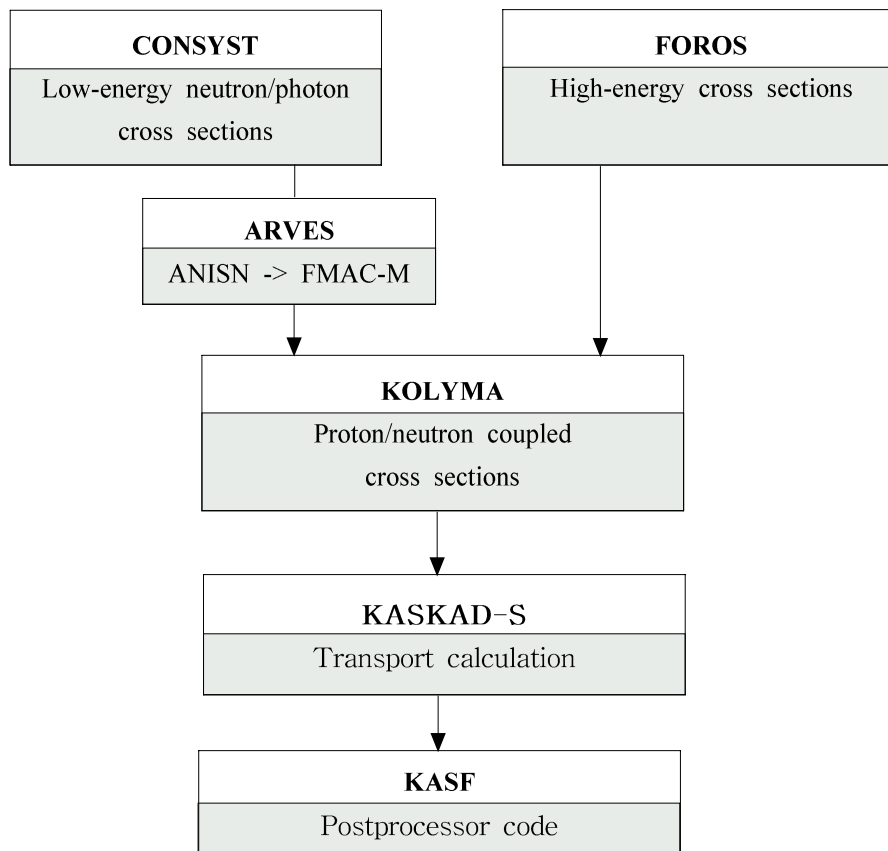 CONSYST
Low-energy neutron/photon
cross sections
FOROS
High-energy cross sections
ARVES
ANISN -> FMAC-M
KOLYMA
Proton/neutron coupled
cross sections
KASKAD-S
Transport calculation
KASF
Postprocessor code